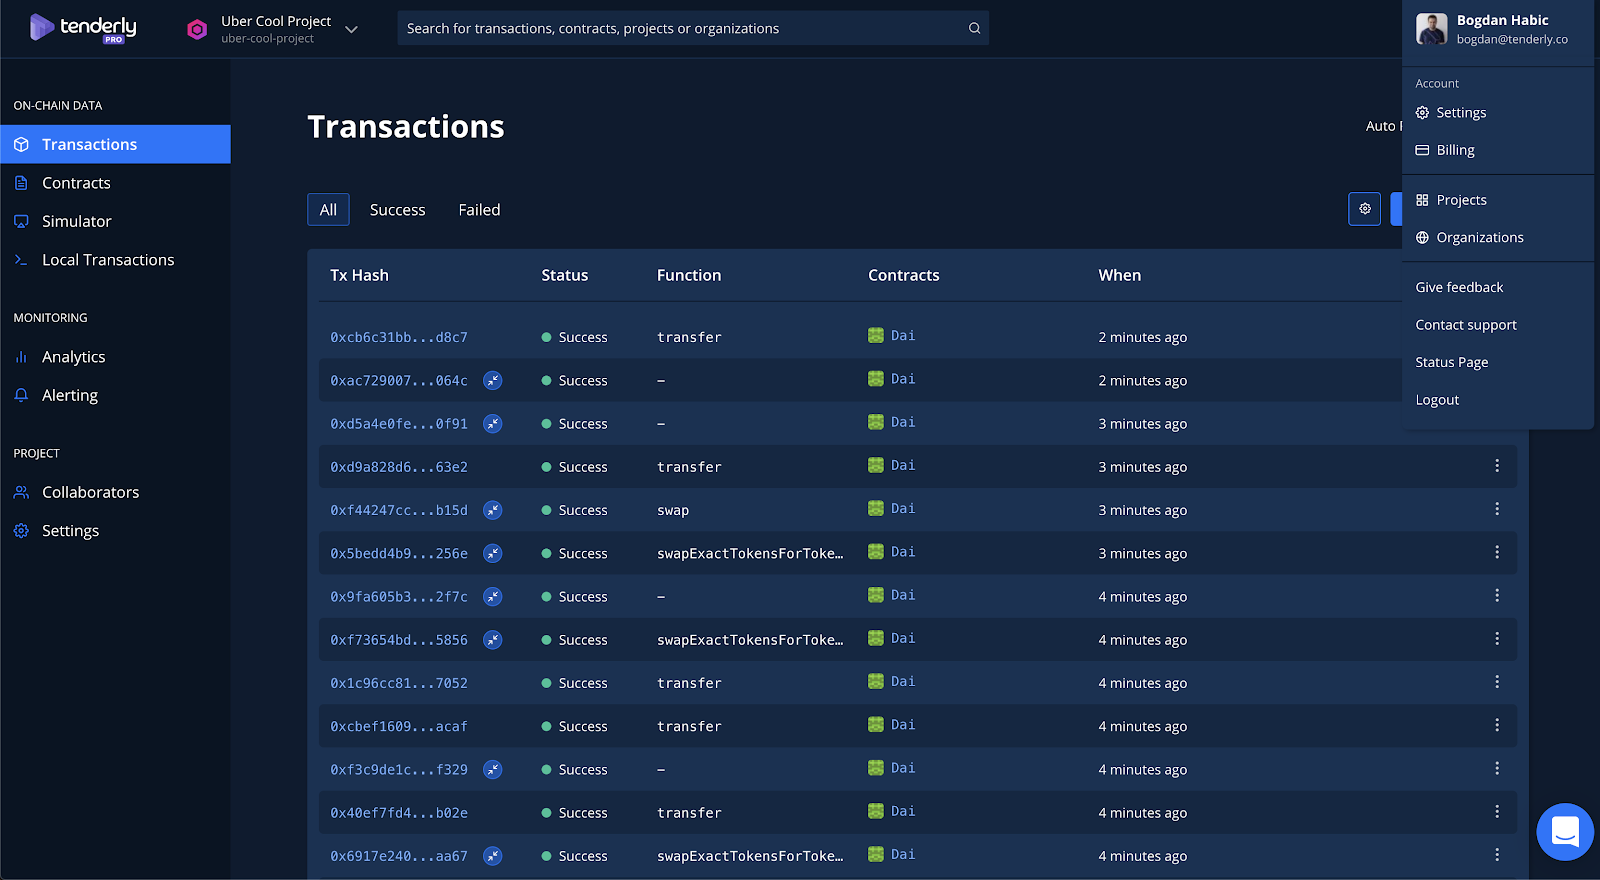 tenderly
PRO
Uber Cool Project
uber-cool-project
Search for transactions, contracts, projects or organizations
Bogdan Habic
bogdan@tenderly.co
Account
Settings
Billing
Projects
Organizations
Give feedback
Contact support
Status Page
Logout
ON-CHAIN DATA
Transactions
Contracts
Simulator
Local Transactions
MONITORING
Analytics
Alerting
PROJECT
Collaborators
Settings
Transactions
Auto
All Success Failed
Tx Hash Status Function Contracts When
0xcb6c31bb...d8c7 Success transfer Dai 2 minutes ago
0xac729007...064c Success – Dai 2 minutes ago
0xd5a4e0fe...0f91 Success – Dai 3 minutes ago
0xd9a828d6...63e2 Success transfer Dai 3 minutes ago
0xf44247cc...b15d Success swap Dai 3 minutes ago
0x5bedd4b9...256e Success swapExactTokensForToke… Dai 3 minutes ago
0x9fa605b3...2f7c Success – Dai 4 minutes ago
0xf73654bd...5856 Success swapExactTokensForToke… Dai 4 minutes ago
0x1c96cc81...7052 Success transfer Dai 4 minutes ago
0xcbef1609...acaf Success transfer Dai 4 minutes ago
0xf3c9de1c...f329 Success – Dai 4 minutes ago
0x40ef7fd4...b02e Success transfer Dai 4 minutes ago
0x6917e240...aa67 Success swapExactTokensForToke… Dai 4 minutes ago